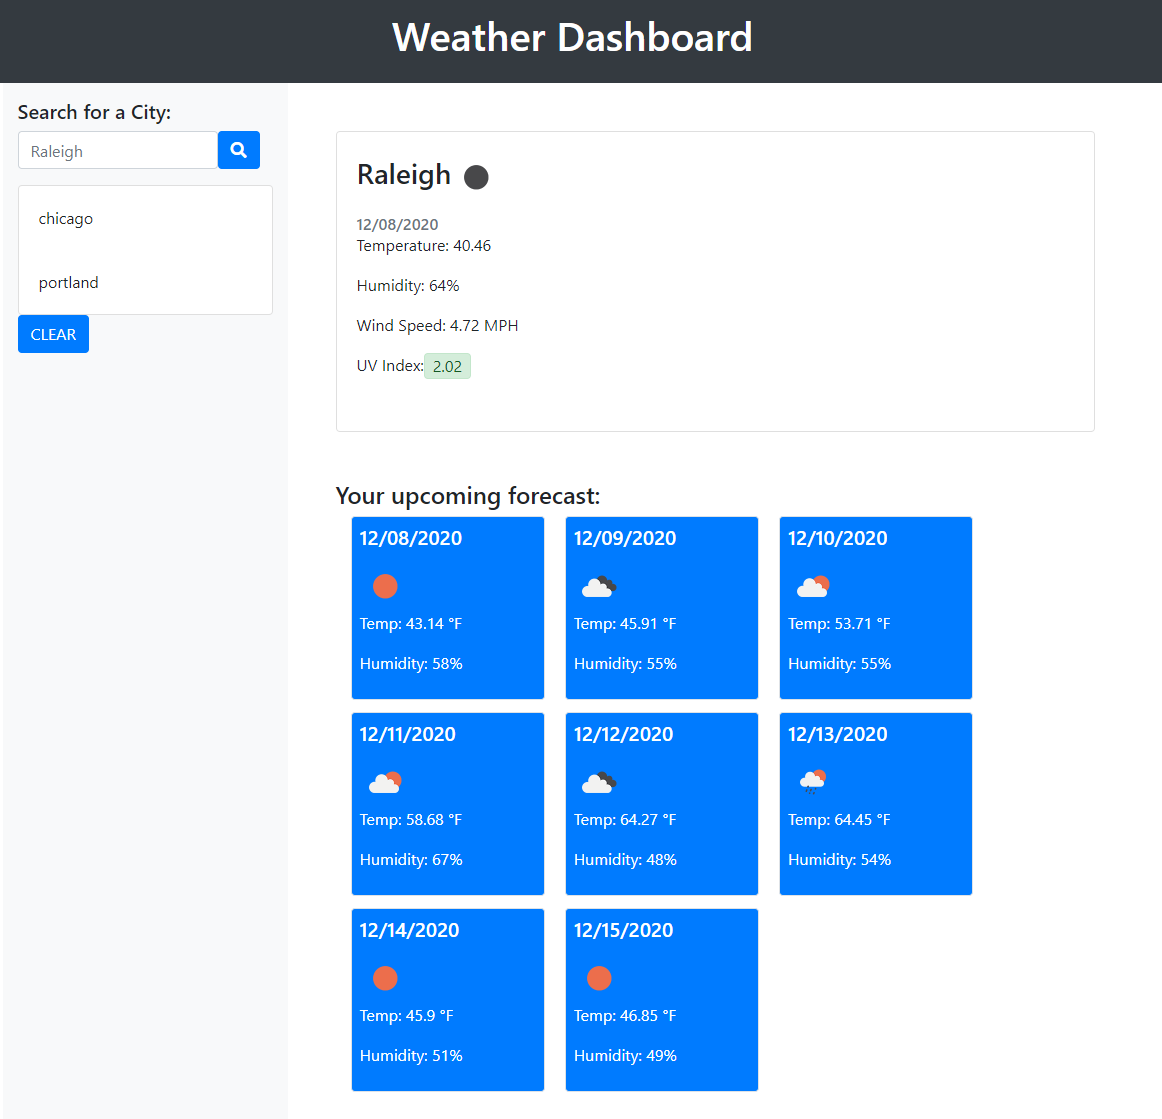 Weather Dashboard
Search for a City:
Raleigh
chicago
portland
CLEAR
Raleigh
12/08/2020
Temperature: 40.46
Humidity: 64%
Wind Speed: 4.72 MPH
UV Index: 2.02
Your upcoming forecast:
12/08/2020
Temp: 43.14 °F
Humidity: 58%
12/09/2020
Temp: 45.91 °F
Humidity: 55%
12/10/2020
Temp: 53.71 °F
Humidity: 55%
12/11/2020
Temp: 58.68 °F
Humidity: 67%
12/12/2020
Temp: 64.27 °F
Humidity: 48%
12/13/2020
Temp: 64.45 °F
Humidity: 54%
12/14/2020
Temp: 45.9 °F
Humidity: 51%
12/15/2020
Temp: 46.85 °F
Humidity: 49%